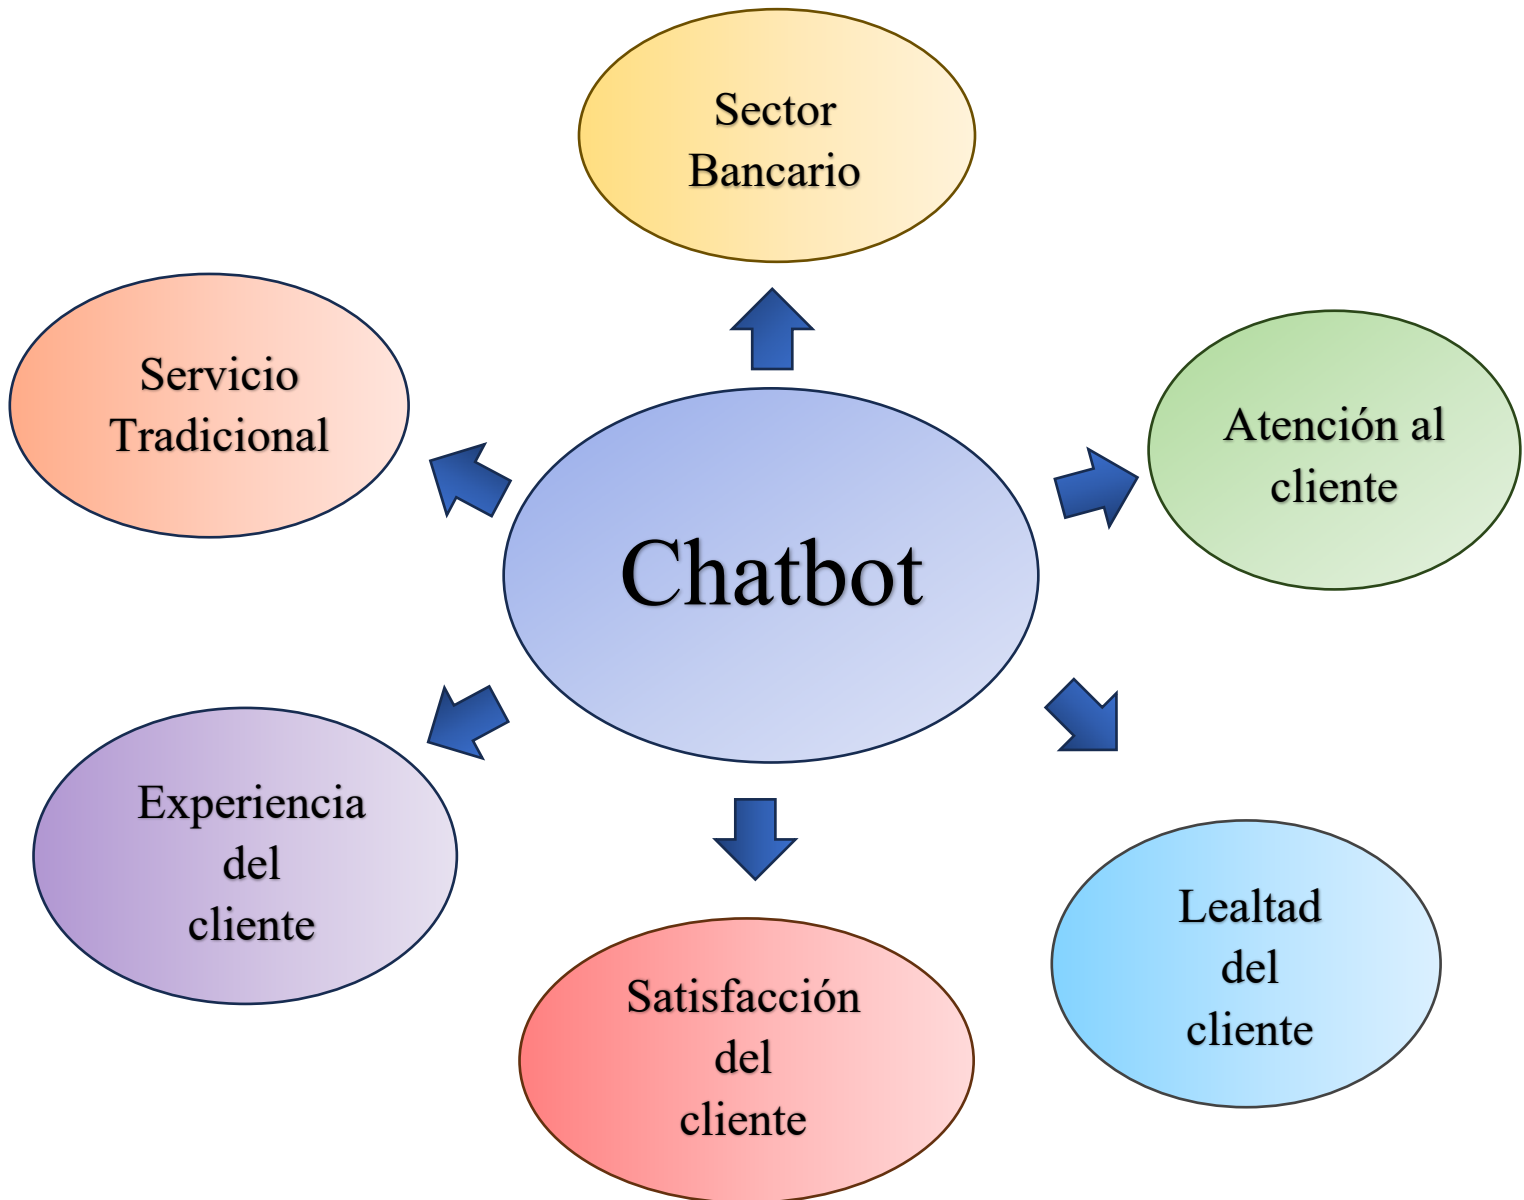 Sector
Bancario
Servicio
Tradicional
Atención al
cliente
Chatbot
Experiencia
del
cliente
Lealtad
del
cliente
Satisfacción
del
cliente